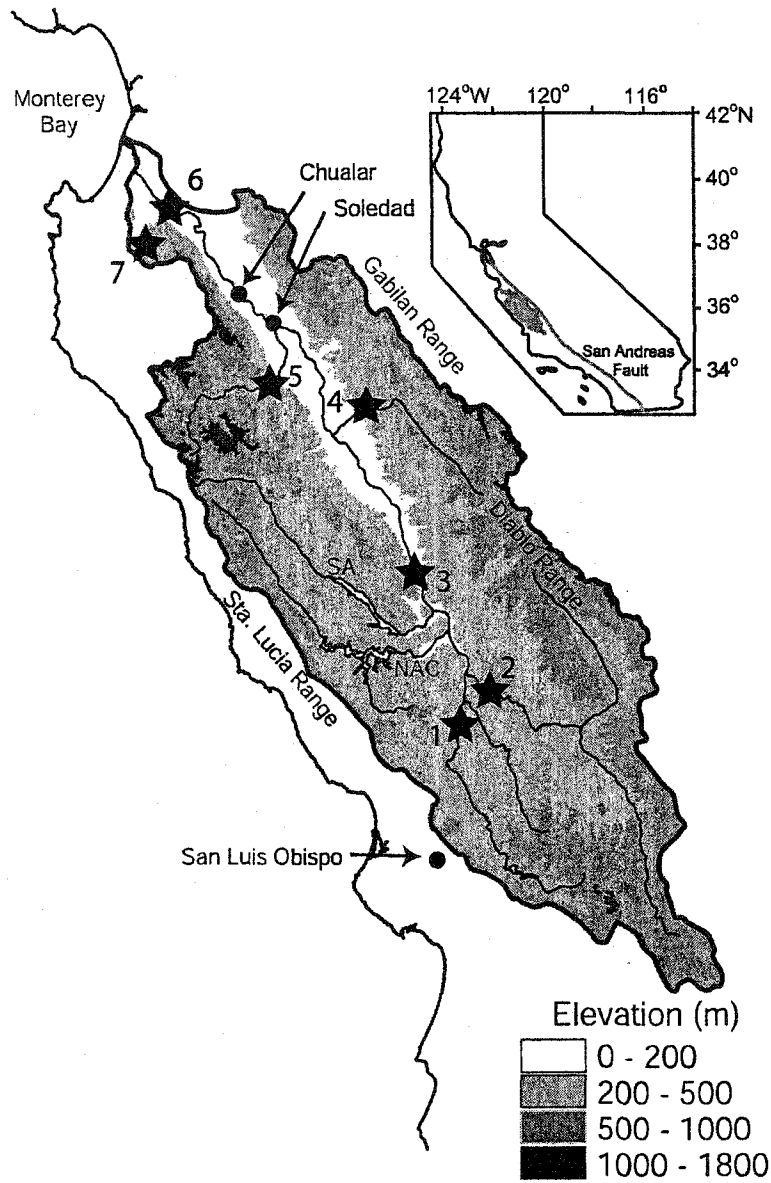 124°W 120° 116°
42°N
40°
38°
36°
34°
San Andreas
Fault
Monterey
Bay
6
Chualar
Soledad
7
Gabilan Range
5
4
Diablo Range
SA
3
Sta. Lucia Range
NAC
2
1
San Luis Obispo
Elevation (m)
0 - 200
200 - 500
500 - 1000
1000 - 1800